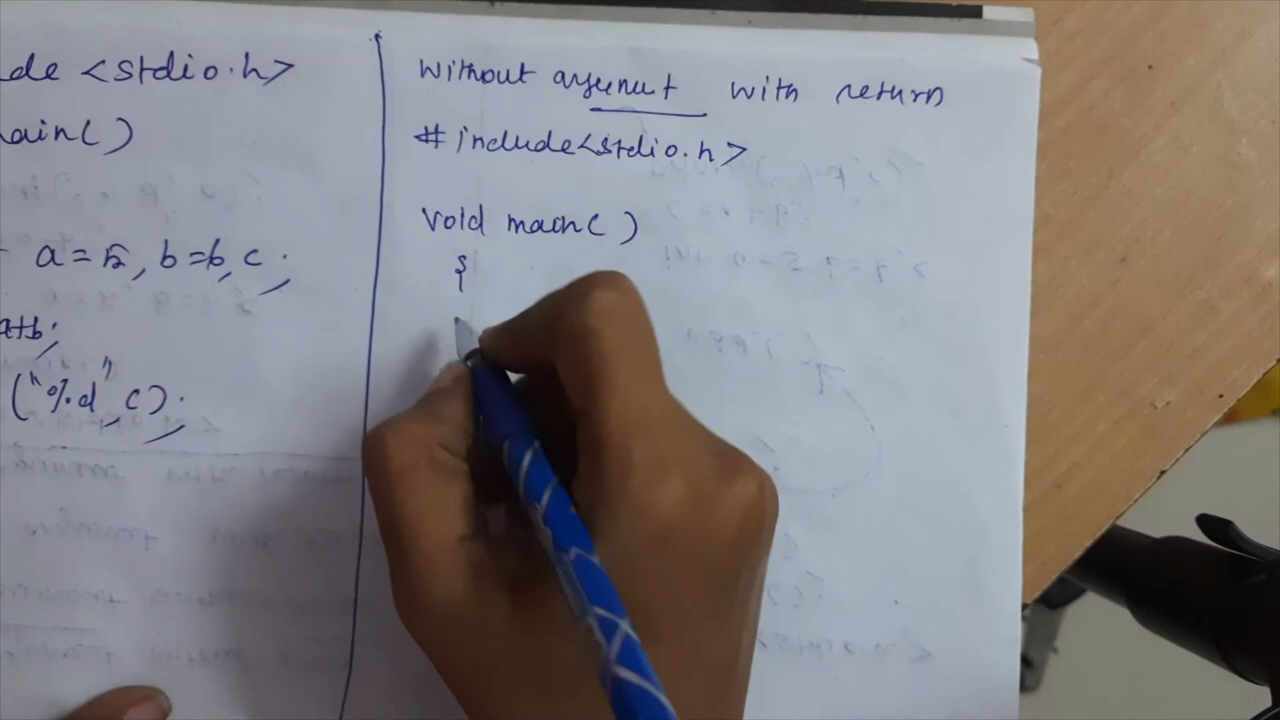 de <stdio.h>
ain()
a=5, b=6, c;
a+b;
("%d", c);
without argument with return
#include<stdio.h>
void main()
{